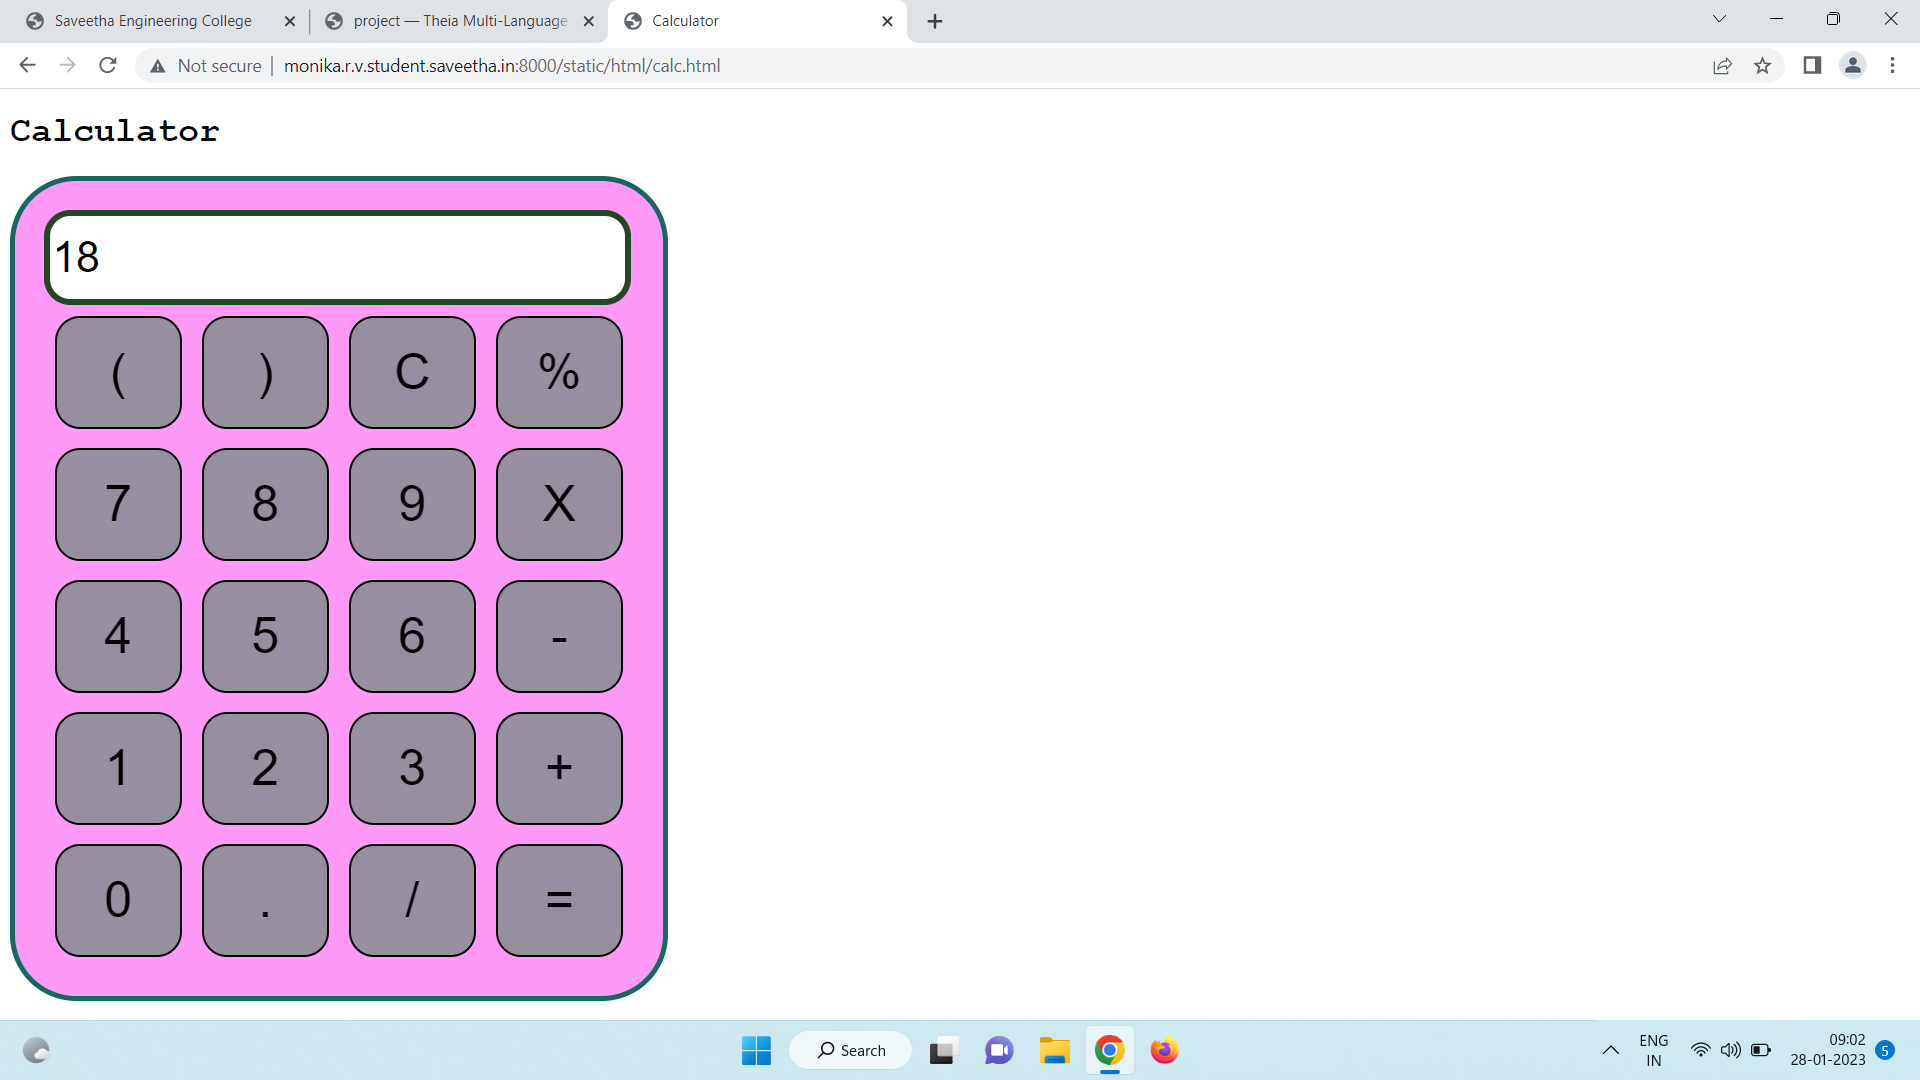 Saveetha Engineering College
project — Theia Multi-Language
Calculator
Not secure
monika.r.v.student.saveetha.in:8000/static/html/calc.html
Calculator
18
( ) C %
7 8 9 X
4 5 6 -
1 2 3 +
0 . / =
Search
ENG
IN
09:02
28-01-2023
5